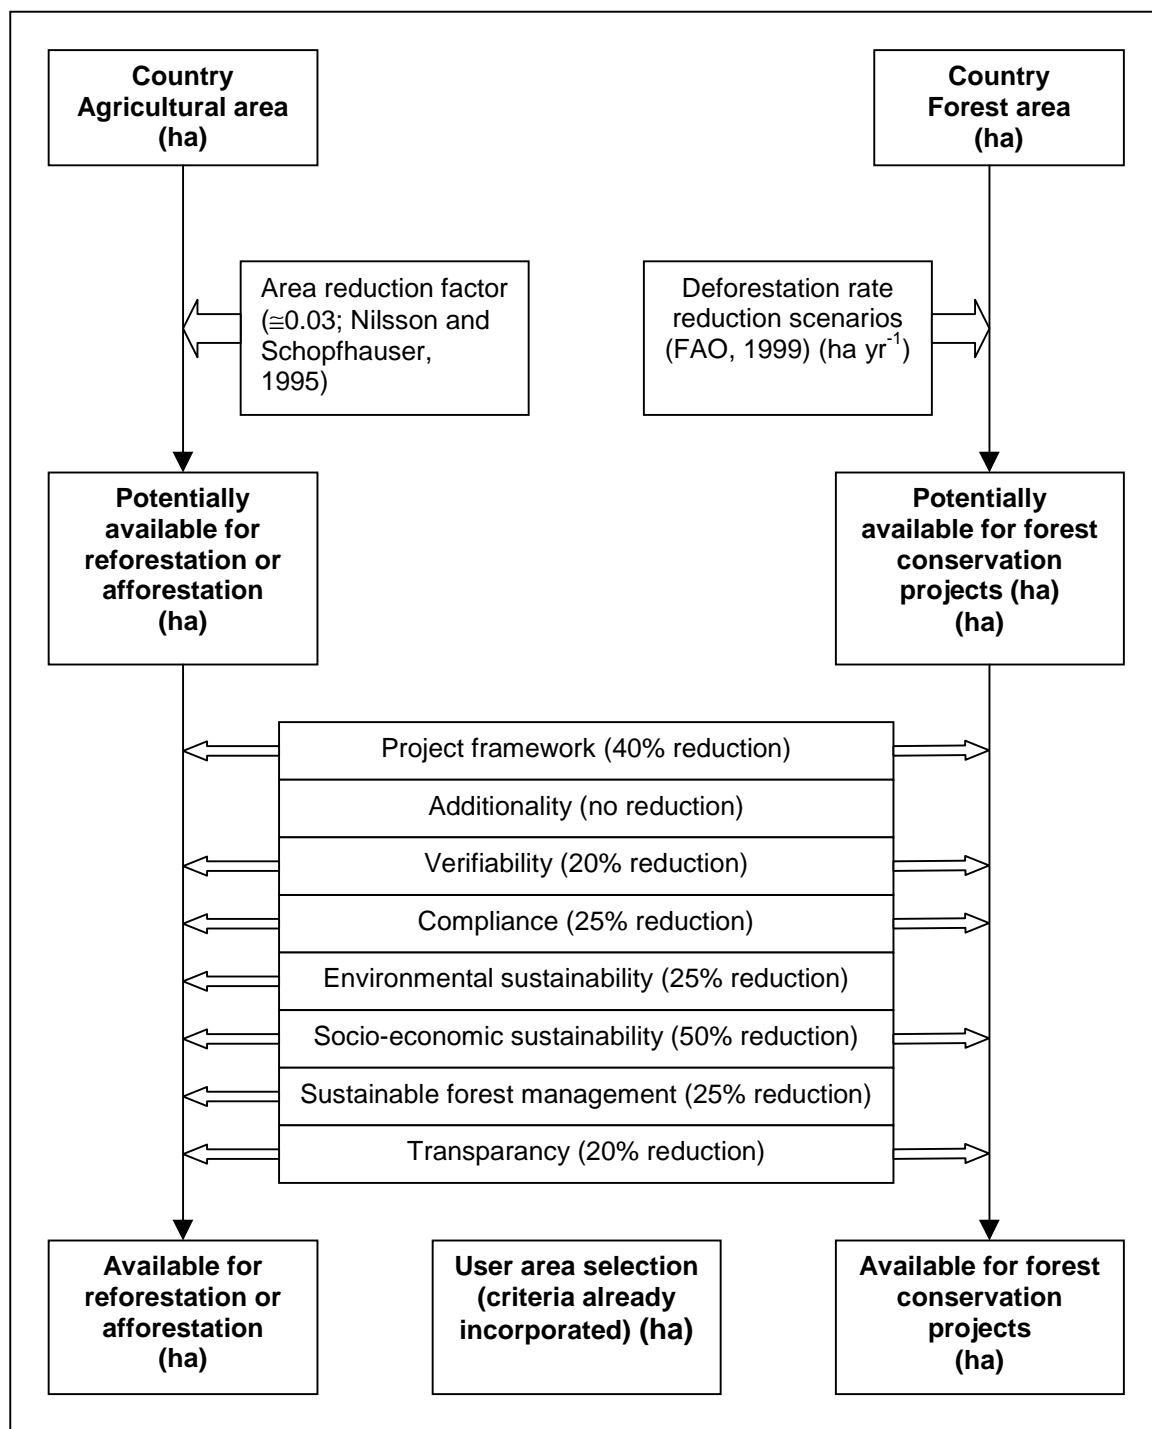 Country
Agricultural area
(ha)
Country
Forest area
(ha)
Area reduction factor
(≅0.03; Nilsson and
Schopfhauser,
1995)
Deforestation rate
reduction scenarios
(FAO, 1999) (ha yr-1)
Potentially
available for
reforestation or
afforestation
(ha)
Potentially
available for forest
conservation
projects (ha)
(ha)
Project framework (40% reduction)
Additionality (no reduction)
Verifiability (20% reduction)
Compliance (25% reduction)
Environmental sustainability (25% reduction)
Socio-economic sustainability (50% reduction)
Sustainable forest management (25% reduction)
Transparancy (20% reduction)
Available for
reforestation or
afforestation
(ha)
User area selection
(criteria already
incorporated) (ha)
Available for forest
conservation
projects
(ha)